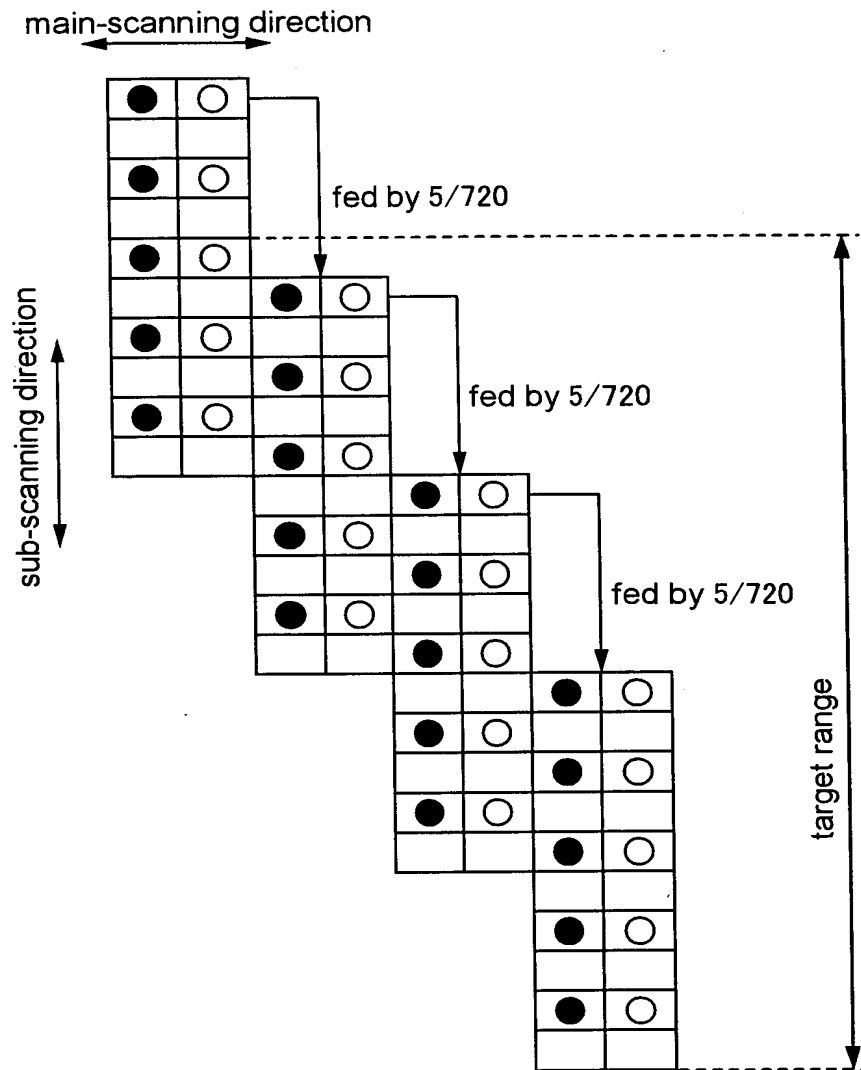 main-scanning direction
fed by 5/720
sub-scanning direction
fed by 5/720
fed by 5/720
target range